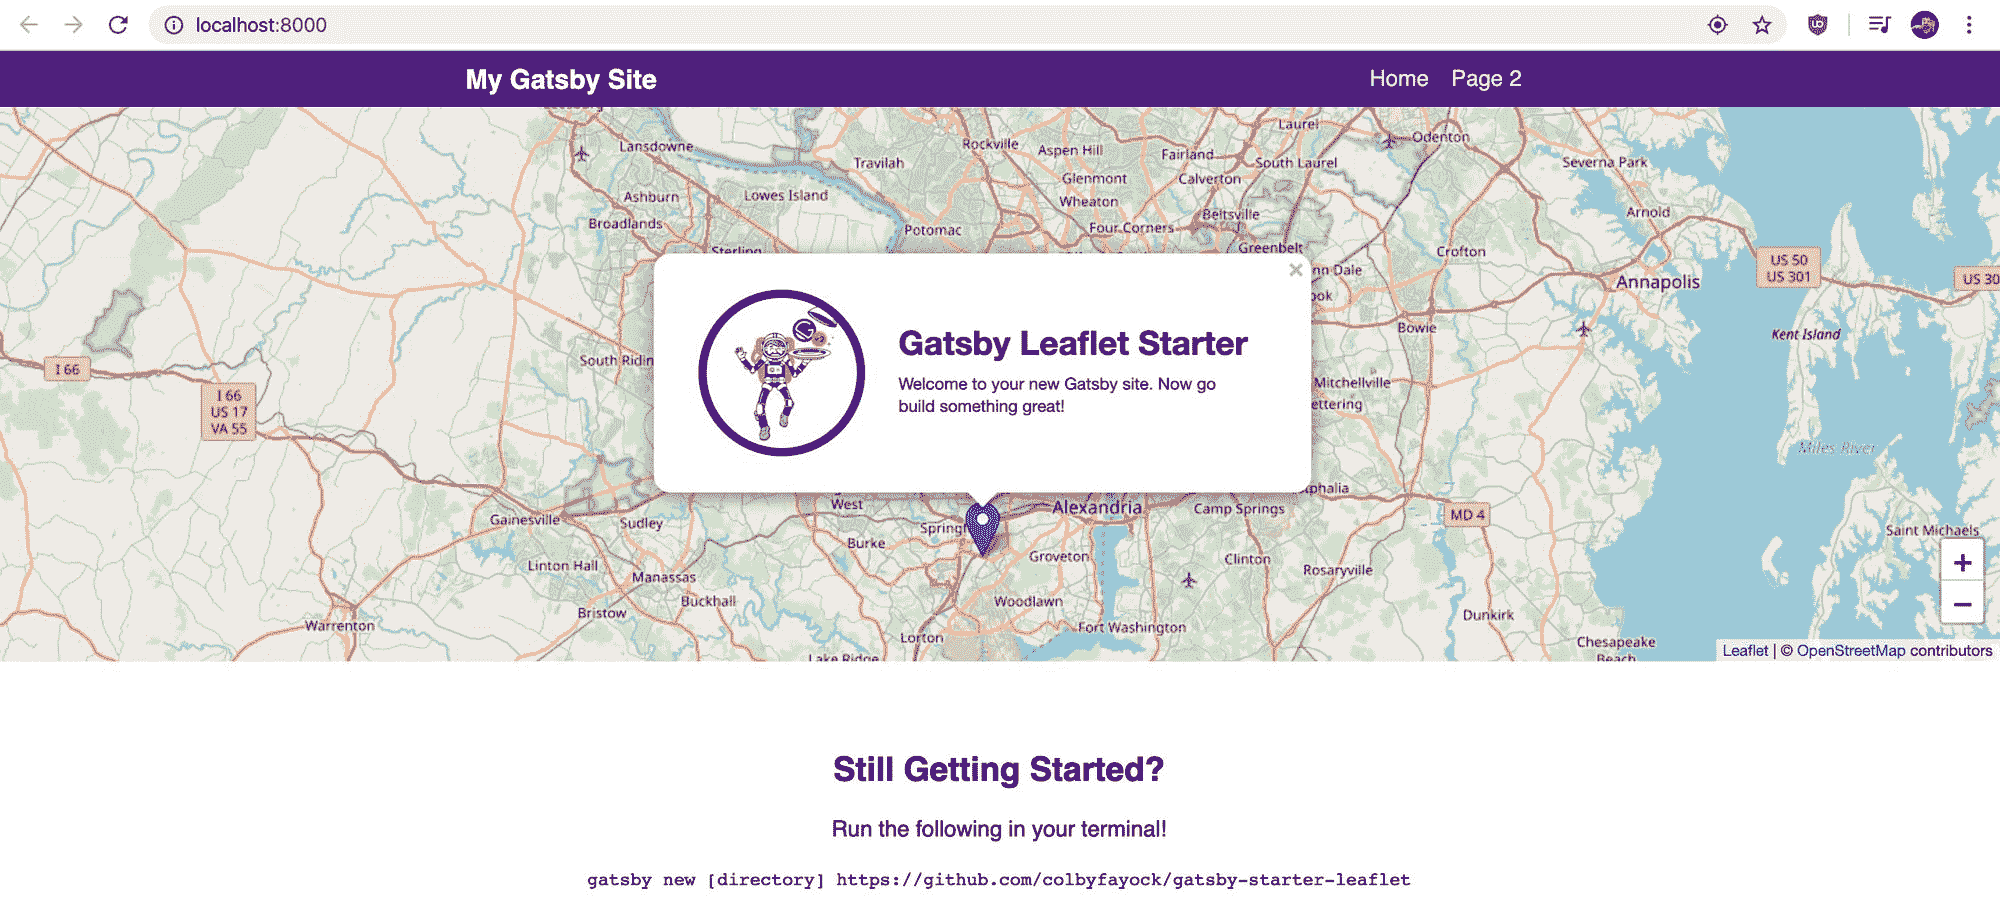 localhost:8000
My Gatsby Site
Home Page 2
Laurel
Odenton
Lansdowne
Rockville
Aspen Hill
Fairland
South Laurel
Severna Park
Travilah
Glenmont
Calverton
Ashburn
Lowes Island
Wheaton
Beltsville
Arnold
Broadlands
Potomac
Four Corners
Greenbelt
Crofton
Sterling
US 50
US 301
US 30
nn Dale
ook
Annapolis
Bowie
Kent Island
I 66
South Ridin
Gatsby Leaflet Starter
Welcome to your new Gatsby site. Now go
build something great!
Mitchellville
ettering
I 66
US 17
VA 55
Miles River
West
Alexandria
Camp Springs
MD 4
Gainesville
Sudley
Springf
Saint Michaels
Burke
Groveton
Clinton
Rosaryville
Linton Hall
Manassas
Bristow
Buckhall
Woodlawn
Dunkirk
Warrenton
Lorton
Fort Washington
Chesapeake
Beach
Lake Ridge
Leaflet | © OpenStreetMap contributors
Still Getting Started?
Run the following in your terminal!
gatsby new [directory] https://github.com/colbyfayock/gatsby-starter-leaflet